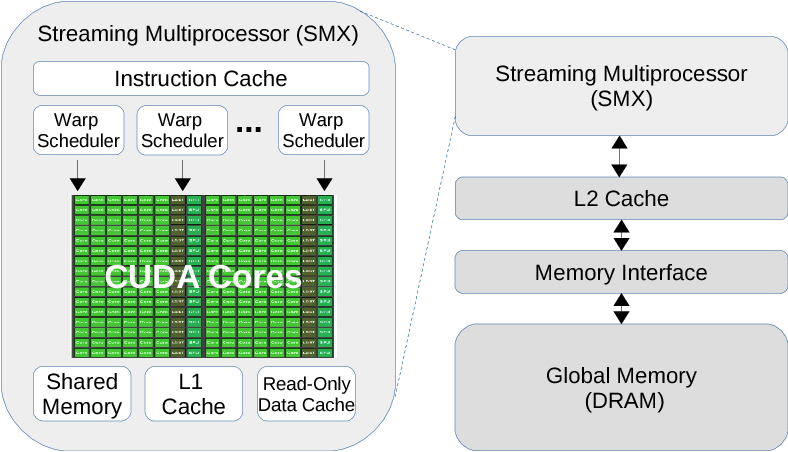 Streaming Multiprocessor (SMX)
Instruction Cache
Warp
Scheduler
Warp
Scheduler
...
Warp
Scheduler
CUDA Cores
Shared
Memory
L1
Cache
Read-Only
Data Cache
Streaming Multiprocessor
(SMX)
L2 Cache
Memory Interface
Global Memory
(DRAM)